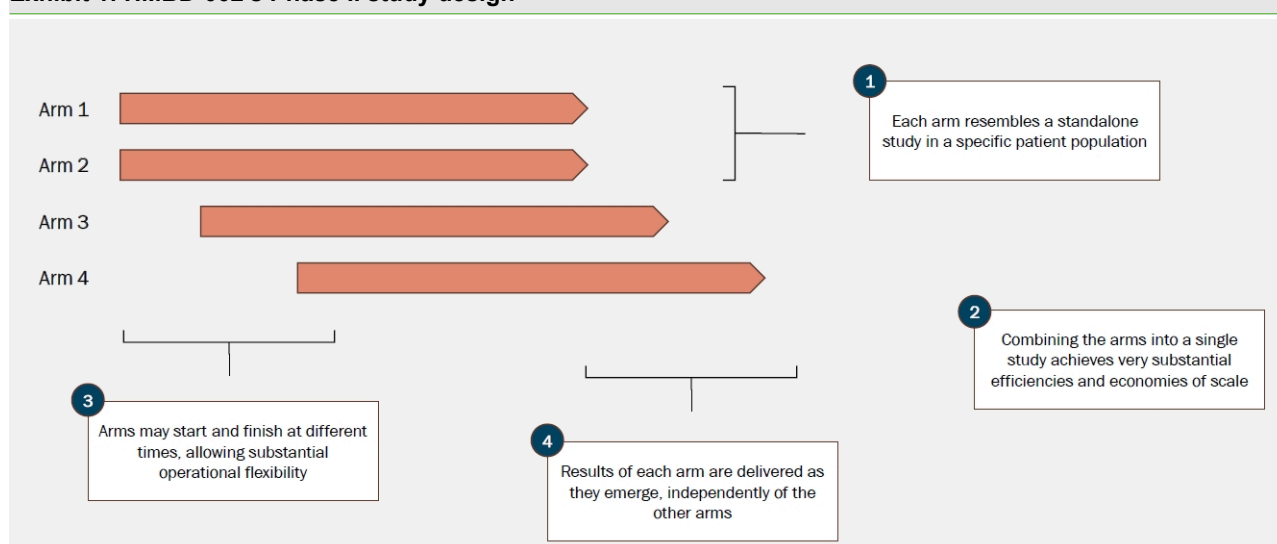 Arm 1
Arm 2
Arm 3
Arm 4
1
Each arm resembles a standalone
study in a specific patient population
2
Combining the arms into a single
study achieves very substantial
efficiencies and economies of scale
3
Arms may start and finish at different
times, allowing substantial
operational flexibility
4
Results of each arm are delivered as
they emerge, independently of the
other arms